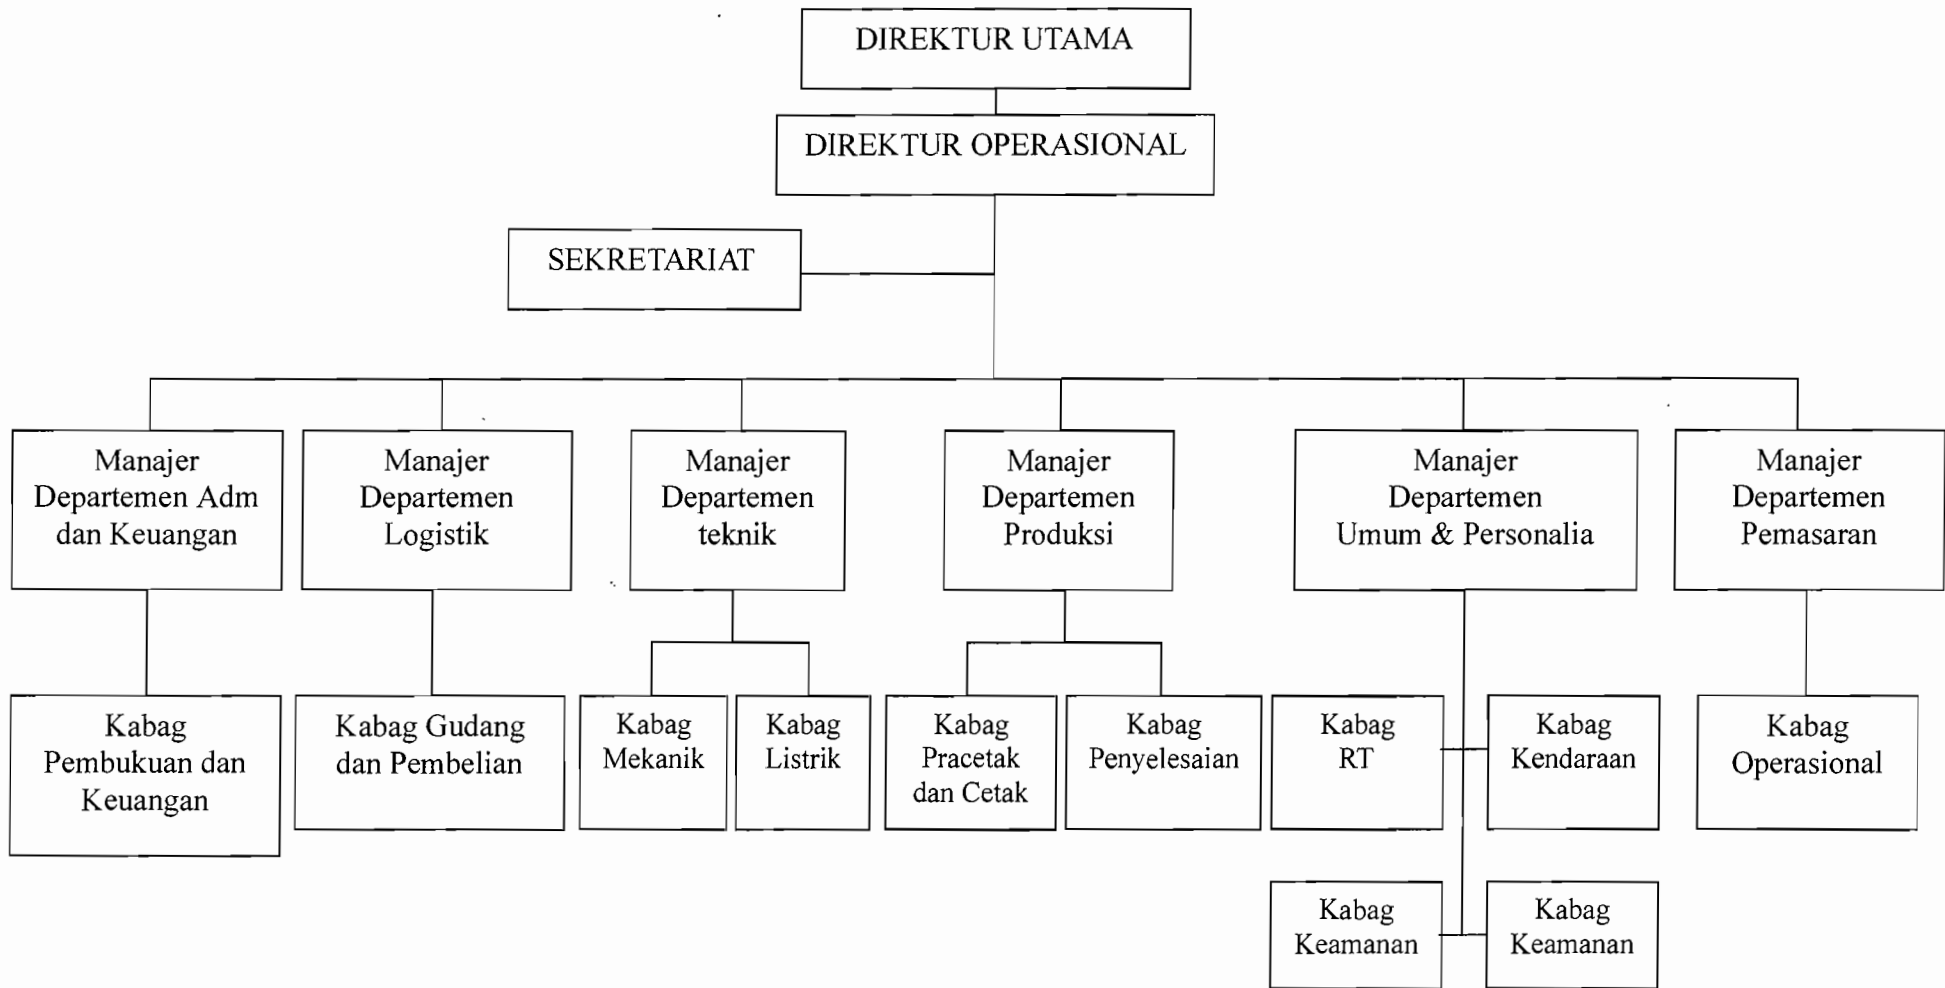 DIREKTUR UTAMA
DIREKTUR OPERASIONAL
SEKRETARIAT
Manajer
Departemen Adm
dan Keuangan
Manajer
Departemen
Logistik
Manajer
Departemen
teknik
Manajer
Departemen
Produksi
Manajer
Departemen
Umum & Personalia
Manajer
Departemen
Pemasaran
Kabag
Pembukuan dan
Keuangan
Kabag Gudang
dan Pembelian
Kabag
Mekanik
Kabag
Listrik
Kabag
Pracetak
dan Cetak
Kabag
Penyelesaian
Kabag
RT
Kabag
Kendaraan
Kabag
Operasional
Kabag
Keamanan
Kabag
Keamanan